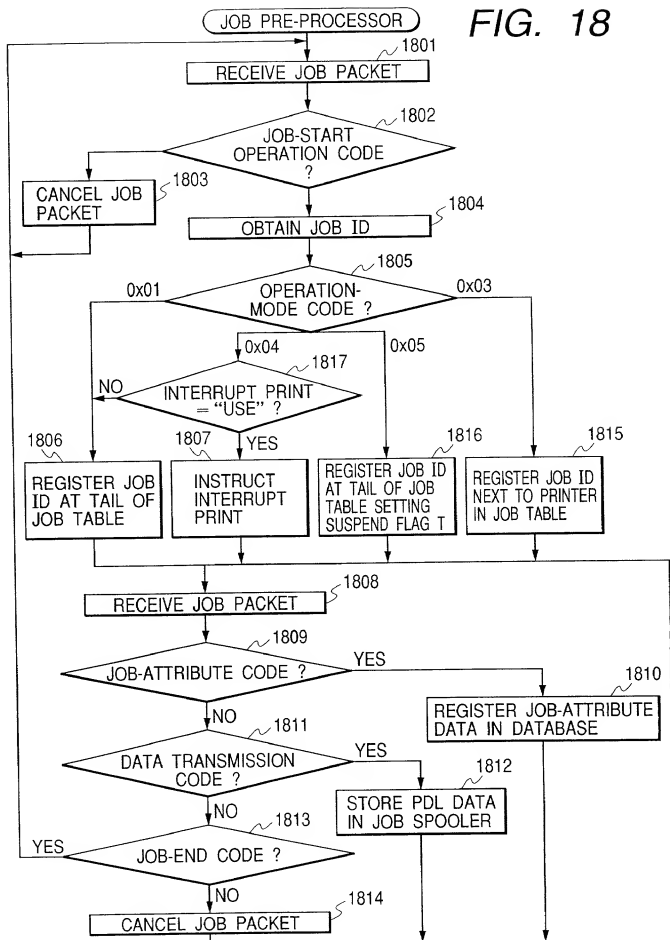 JOB PRE-PROCESSOR
FIG. 18
1801
RECEIVE JOB PACKET
1802
JOB-START
OPERATION CODE
?
1803
CANCEL JOB
PACKET
1804
OBTAIN JOB ID
1805
OPERATION-
MODE CODE ?
0x01
0x03
0x04
0x05
1817
NO
INTERRUPT PRINT
= “USE” ?
YES
1806
REGISTER JOB
ID AT TAIL OF
JOB TABLE
1807
INSTRUCT
INTERRUPT
PRINT
1816
REGISTER JOB ID
AT TAIL OF JOB
TABLE SETTING
SUSPEND FLAG T
1815
REGISTER JOB ID
NEXT TO PRINTER
IN JOB TABLE
1808
RECEIVE JOB PACKET
1809
JOB-ATTRIBUTE CODE ?
YES
NO
1810
REGISTER JOB-ATTRIBUTE
DATA IN DATABASE
1811
DATA TRANSMISSION
CODE ?
YES
NO
1812
STORE PDL DATA
IN JOB SPOOLER
1813
YES
JOB-END CODE ?
NO
1814
CANCEL JOB PACKET